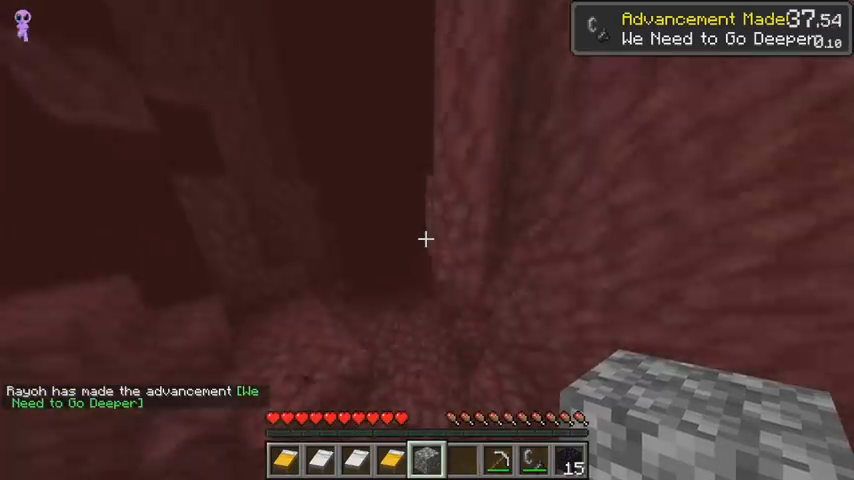 Advancement Made
37.54
We Need to Go Deeper
0.10
Rayoh has made the advancement [We
Need to Go Deeper]
15